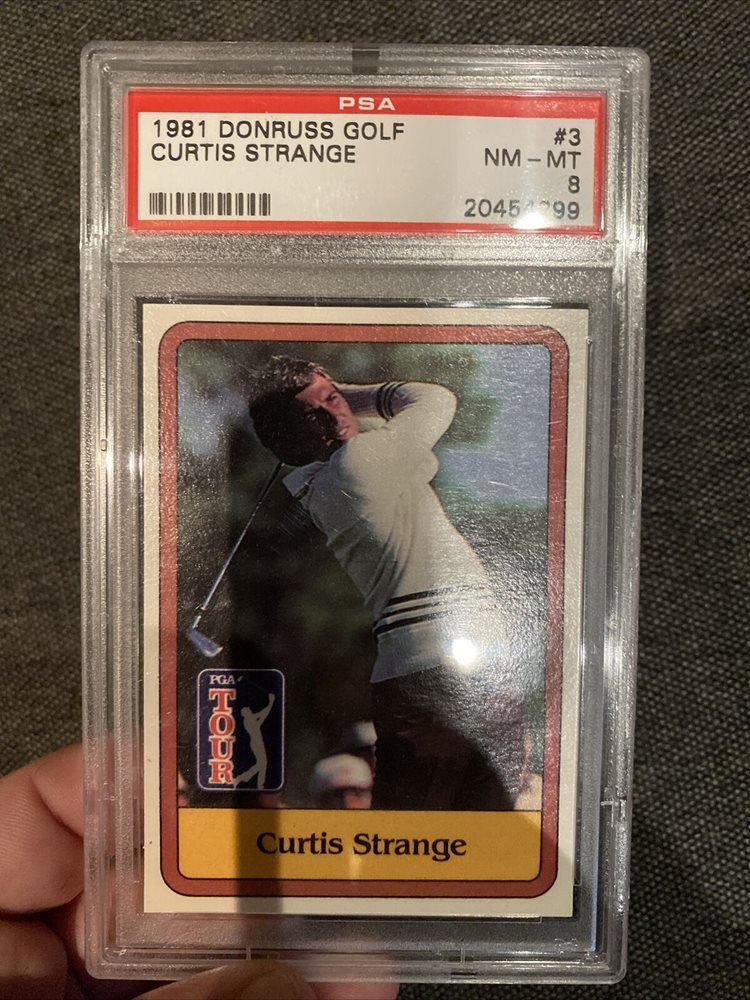 PSA
1981 DONRUSS GOLF
#3
CURTIS STRANGE
NM – MT
8
PGA
TOUR
Curtis Strange